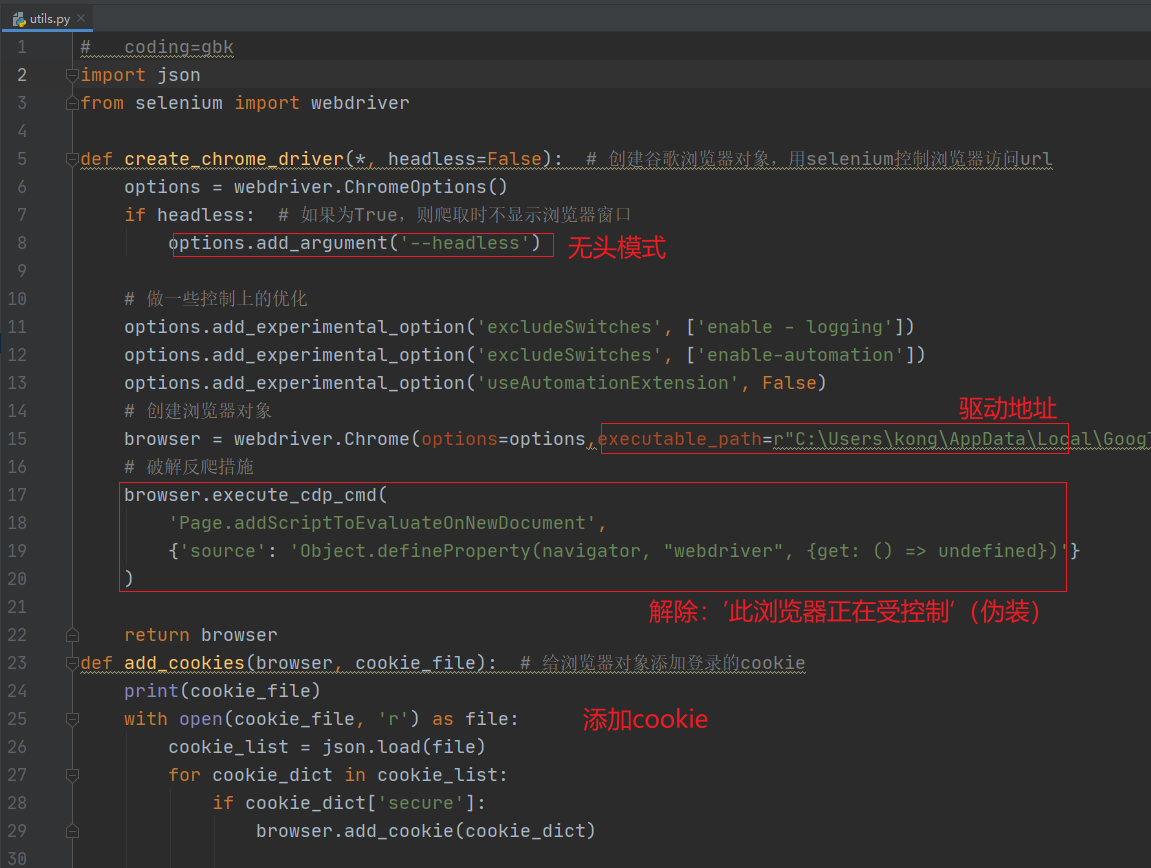 utils.py
1 #   coding=gbk
2 import json
3 from selenium import webdriver
4
5 def create_chrome_driver(*, headless=False):  # 创建谷歌浏览器对象，用selenium控制浏览器访问url
6     options = webdriver.ChromeOptions()
7     if headless:  # 如果为True，则爬取时不显示浏览器窗口
8         options.add_argument('--headless') 无头模式
9
10     # 做一些控制上的优化
11     options.add_experimental_option('excludeSwitches', ['enable - logging'])
12     options.add_experimental_option('excludeSwitches', ['enable-automation'])
13     options.add_experimental_option('useAutomationExtension', False)
14     # 创建浏览器对象 驱动地址
15     browser = webdriver.Chrome(options=options,executable_path=r"C:\Users\kong\AppData\Local\Goog
16     # 破解反爬措施
17     browser.execute_cdp_cmd(
18         'Page.addScriptToEvaluateOnNewDocument',
19         {'source': 'Object.defineProperty(navigator, "webdriver", {get: () => undefined})'}
20     )
21 解除：'此浏览器正在受控制'（伪装）
22     return browser
23 def add_cookies(browser, cookie_file):  # 给浏览器对象添加登录的cookie
24     print(cookie_file)
25     with open(cookie_file, 'r') as file: 添加cookie
26         cookie_list = json.load(file)
27         for cookie_dict in cookie_list:
28             if cookie_dict['secure']:
29                 browser.add_cookie(cookie_dict)
30